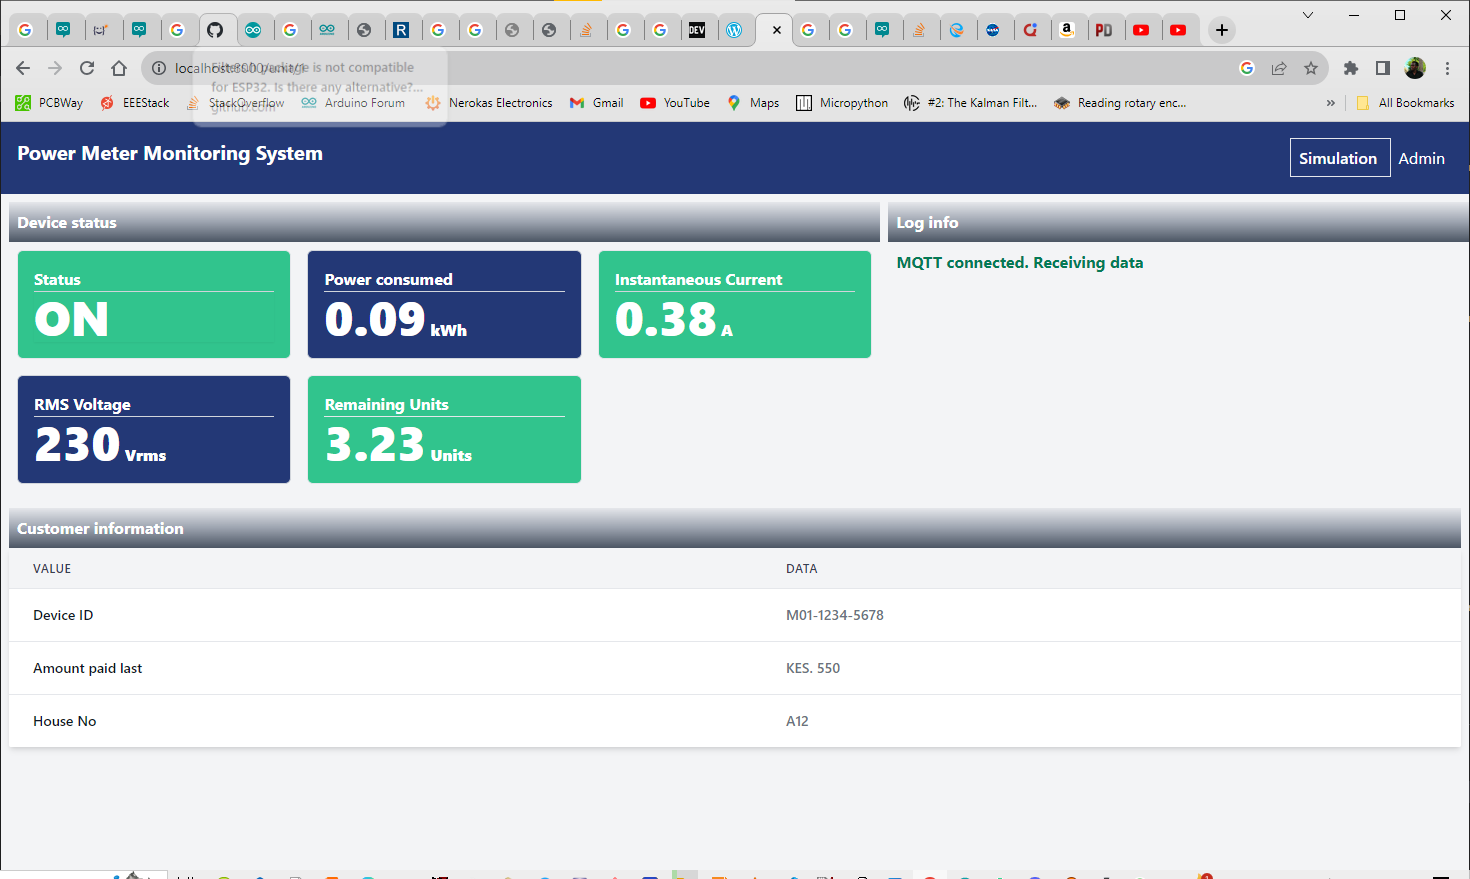 localhost:8000
Filters.h package is not compatible
for ESP32. Is there any alternative?...
github.com
PCBWay
EEEStack
StackOverflow
Arduino Forum
Nerokas Electronics
Gmail
YouTube
Maps
Micropython
#2: The Kalman Filt...
Reading rotary enc...
»
All Bookmarks
Power Meter Monitoring System
Simulation
Admin
Device status
Log info
Status
ON
Power consumed
0.09 kWh
Instantaneous Current
0.38 A
MQTT connected. Receiving data
RMS Voltage
230 Vrms
Remaining Units
3.23 Units
Customer information
VALUE
DATA
Device ID
M01-1234-5678
Amount paid last
KES. 550
House No
A12